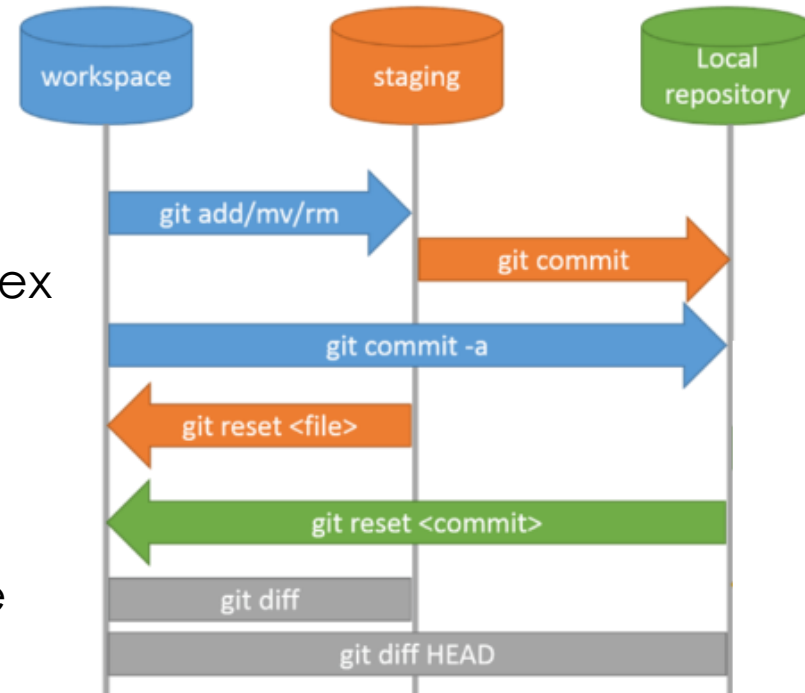 workspace
staging
Local
repository
git add/mv/rm
git commit
ex
git commit -a
git reset <file>
git reset <commit>
git diff
e
git diff HEAD